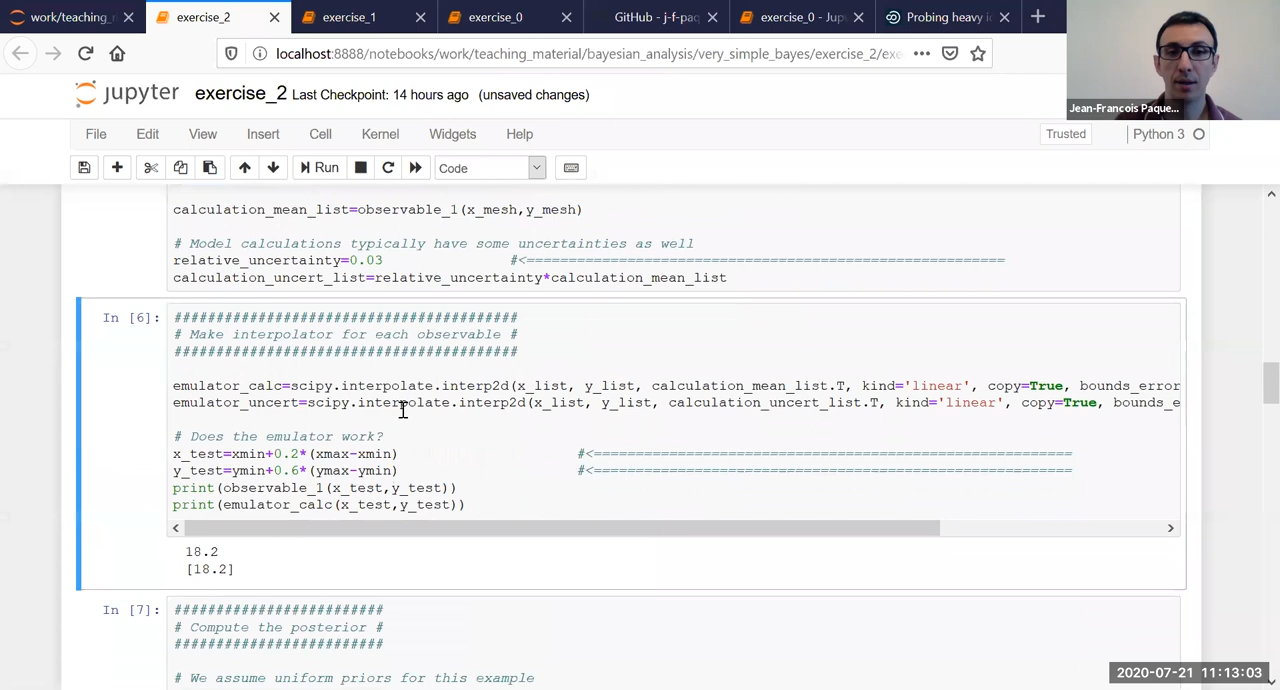 work/teaching_m
exercise_2
exercise_1
exercise_0
GitHub - j-f-paq
exercise_0 - Jup
Probing heavy i
localhost:8888/notebooks/work/teaching_material/bayesian_analysis/very_simple_bayes/exercise_2/exe
Jean-Francois Paque...
jupyter exercise_2 Last Checkpoint: 14 hours ago (unsaved changes)
File Edit View Insert Cell Kernel Widgets Help
Trusted Python 3
Run Code
calculation_mean_list=observable_1(x_mesh,y_mesh)
# Model calculations typically have some uncertainties as well
relative_uncertainty=0.03 #<=========================================================
calculation_uncert_list=relative_uncertainty*calculation_mean_list
In [6]:
#########################################
# Make interpolator for each observable #
#########################################
emulator_calc=scipy.interpolate.interp2d(x_list, y_list, calculation_mean_list.T, kind='linear', copy=True, bounds_error
emulator_uncert=scipy.interpolate.interp2d(x_list, y_list, calculation_uncert_list.T, kind='linear', copy=True, bounds_e
# Does the emulator work?
x_test=xmin+0.2*(xmax-xmin) #<=========================================================
y_test=ymin+0.6*(ymax-ymin) #<=========================================================
print(observable_1(x_test,y_test))
print(emulator_calc(x_test,y_test))
18.2
[18.2]
In [7]:
#########################
# Compute the posterior #
#########################
# We assume uniform priors for this example
2020-07-21 11:13:03